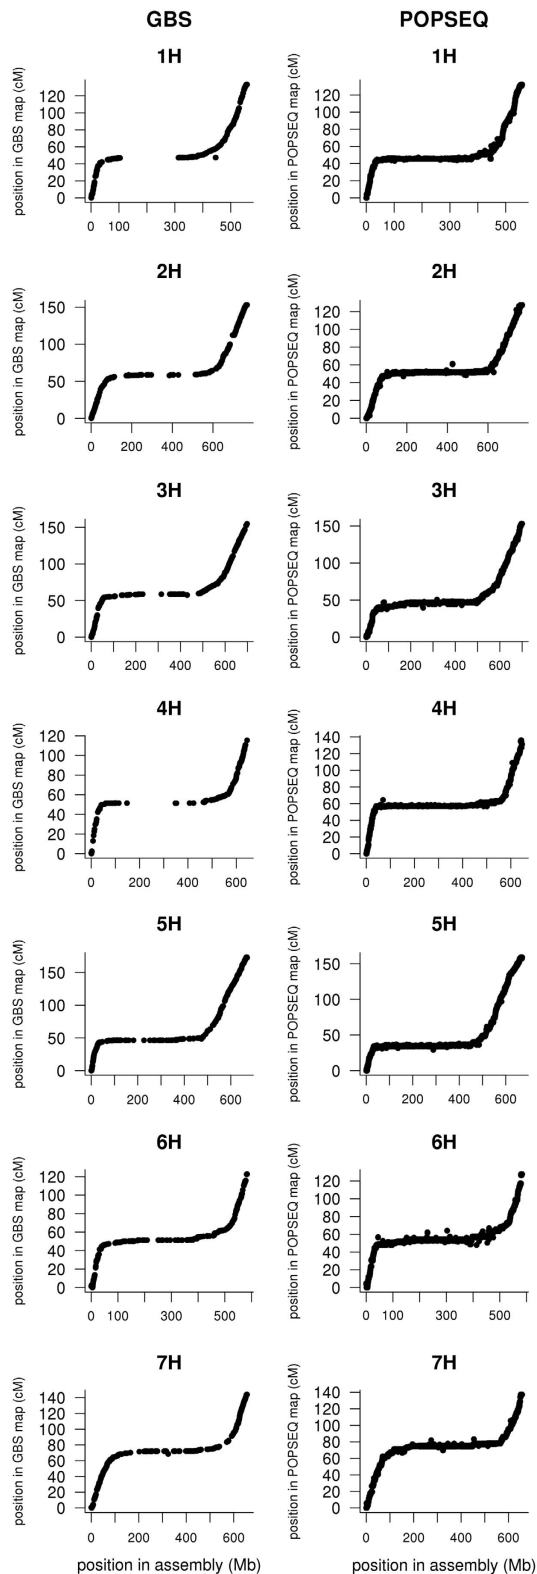 GBS POPSEQ
1H 1H
position in GBS map (cM) position in POPSEQ map (cM)
120 120
100 100
80 80
60 60
40 40
20 20
0 0
0 100 300 500 0 100 300 500
2H 2H
position in GBS map (cM) position in POPSEQ map (cM)
150 120
100 100
50 80
0 60
40
20
0
0 200 400 600 0 200 400 600
3H 3H
position in GBS map (cM) position in POPSEQ map (cM)
150 150
100 100
50 50
0 0
0 200 400 600 0 200 400 600
4H 4H
position in GBS map (cM) position in POPSEQ map (cM)
120 140
100 120
80 100
60 80
40 60
20 40
0 20
0
0 200 400 600 0 200 400 600
5H 5H
position in GBS map (cM) position in POPSEQ map (cM)
150 150
100 100
50 50
0 0
0 200 400 600 0 200 400 600
6H 6H
position in GBS map (cM) position in POPSEQ map (cM)
120 120
100 100
80 80
60 60
40 40
20 20
0 0
0 100 300 500 0 100 300 500
7H 7H
position in GBS map (cM) position in POPSEQ map (cM)
140 140
120 120
100 100
80 80
60 60
40 40
20 20
0 0
0 200 400 600 0 200 400 600
position in assembly (Mb) position in assembly (Mb)